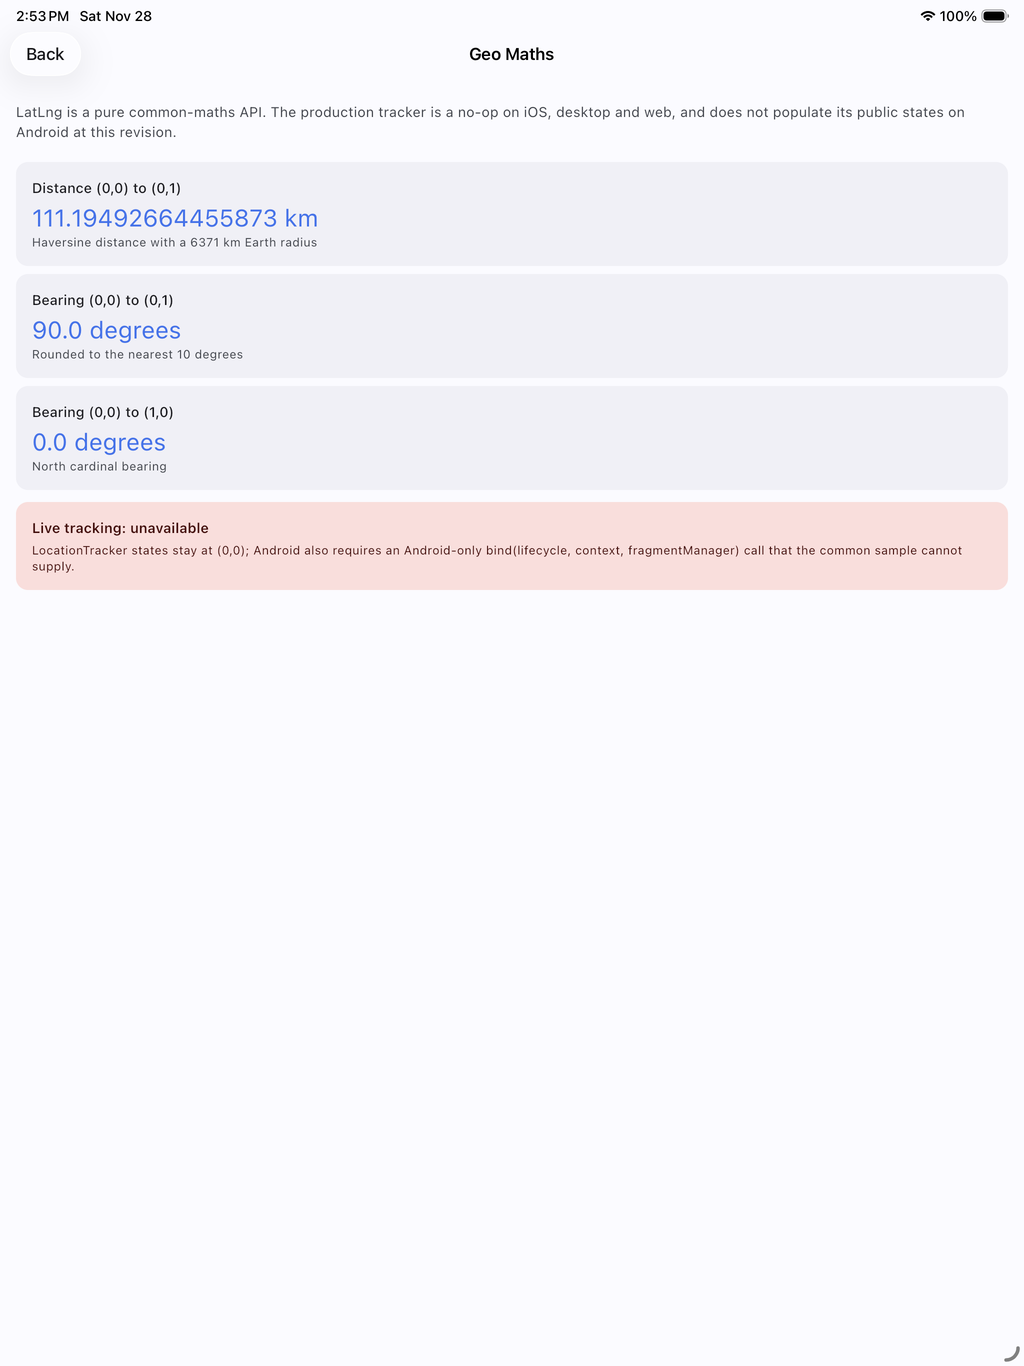 2:53 PM Sat Nov 28
100%
Back
Geo Maths
LatLng is a pure common-maths API. The production tracker is a no-op on iOS, desktop and web, and does not populate its public states on
Android at this revision.
Distance (0,0) to (0,1)
111.19492664455873 km
Haversine distance with a 6371 km Earth radius
Bearing (0,0) to (0,1)
90.0 degrees
Rounded to the nearest 10 degrees
Bearing (0,0) to (1,0)
0.0 degrees
North cardinal bearing
Live tracking: unavailable
LocationTracker states stay at (0,0); Android also requires an Android-only bind(lifecycle, context, fragmentManager) call that the common sample cannot
supply.